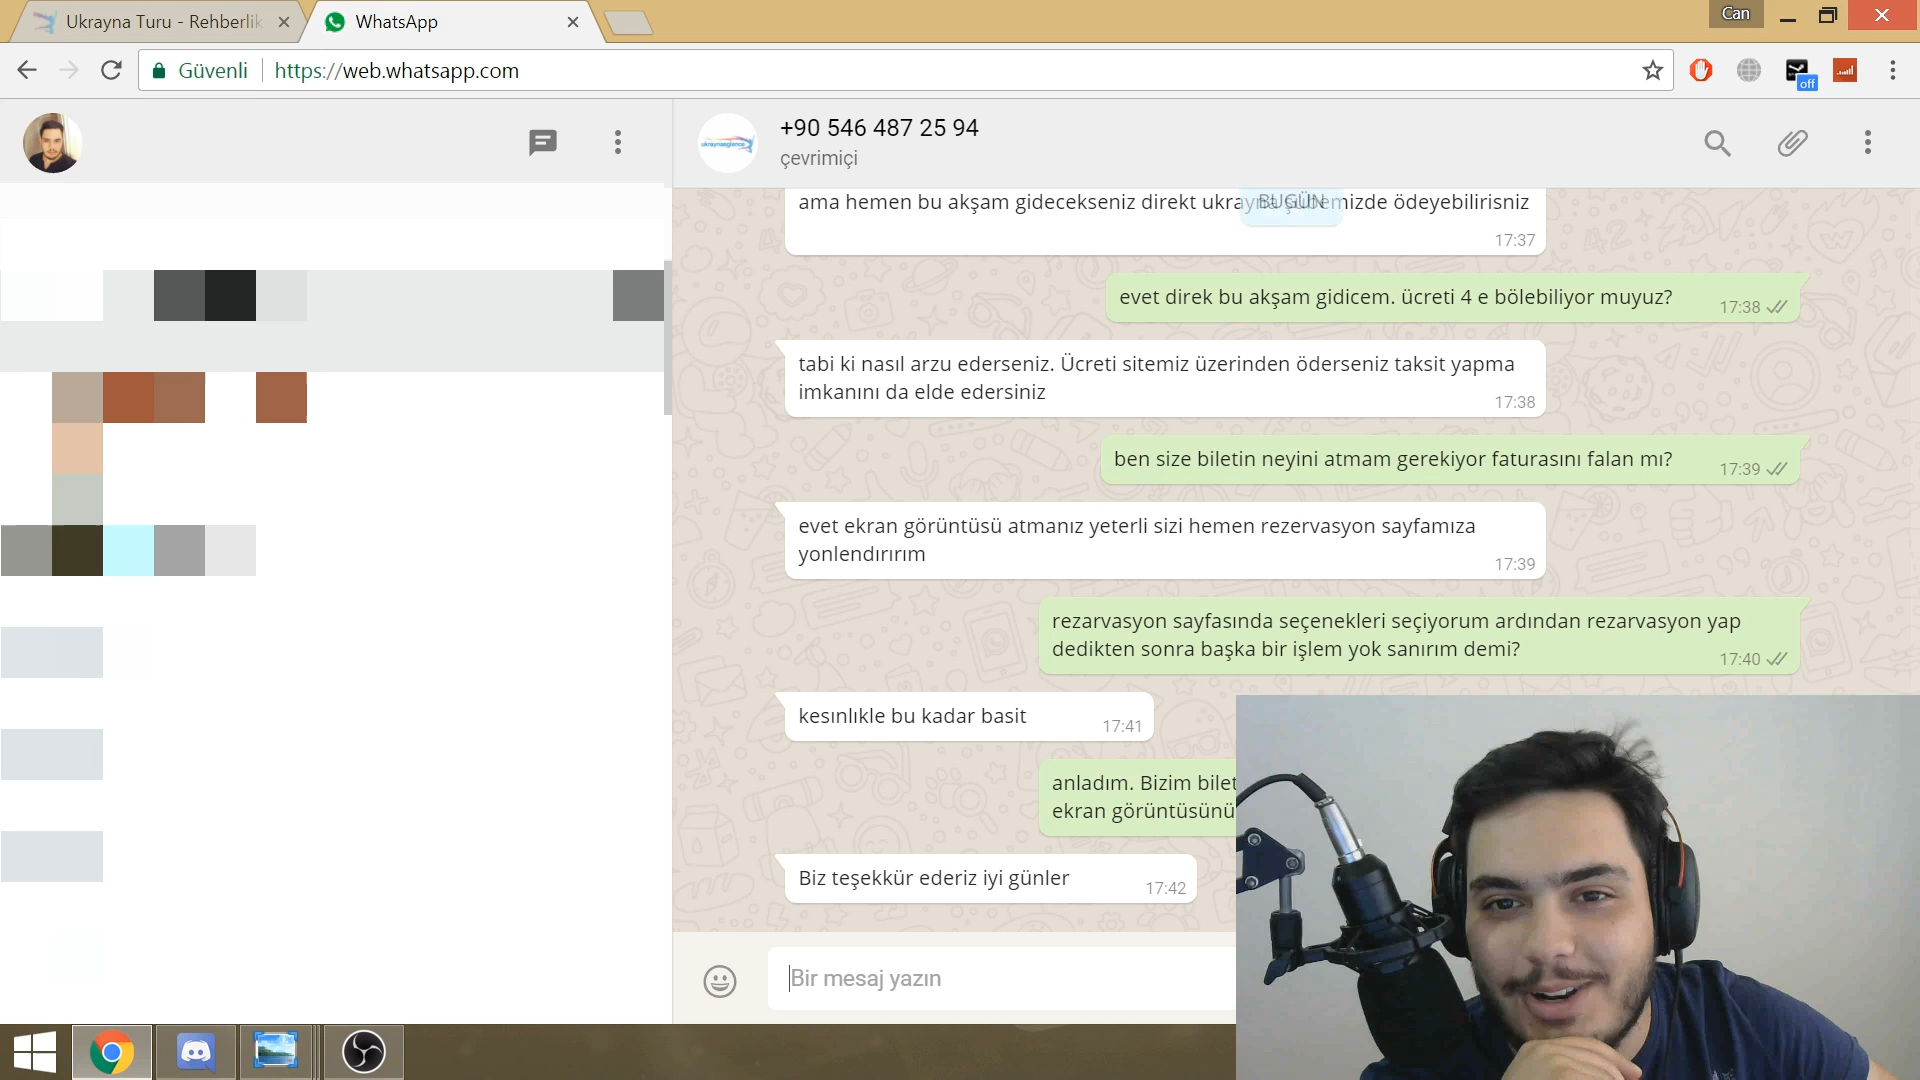 Ukrayna Turu - Rehberlik
WhatsApp
Can
Güvenli
https://web.whatsapp.com
off
+90 546 487 25 94
çevrimiçi
BUGÜN
ama hemen bu akşam gidecekseniz direkt ukrayna şubemizde ödeyebilirisniz
17:37
evet direk bu akşam gidicem. ücreti 4 e bölebiliyor muyuz?
17:38
tabi ki nasıl arzu ederseniz. Ücreti sitemiz üzerinden öderseniz taksit yapma
imkanını da elde edersiniz
17:38
ben size biletin neyini atmam gerekiyor faturasını falan mı?
17:39
evet ekran görüntüsü atmanız yeterli sizi hemen rezervasyon sayfamıza
yonlendırırım
17:39
rezarvasyon sayfasında seçenekleri seçiyorum ardından rezarvasyon yap
dedikten sonra başka bir işlem yok sanırım demi?
17:40
kesınlıkle bu kadar basit
17:41
anladım. Bizim bilet
ekran görüntüsünü
Biz teşekkür ederiz iyi günler
17:42
Bir mesaj yazın